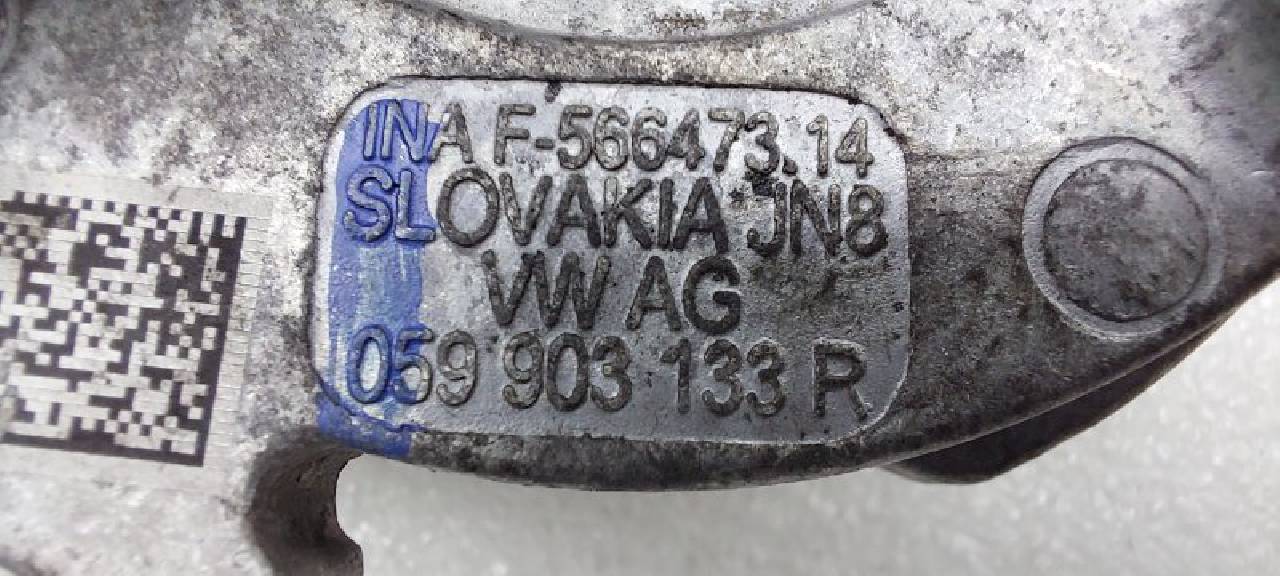 INA F-566473.14
SLOVAKIA JN8
VW AG
059 903 133 R